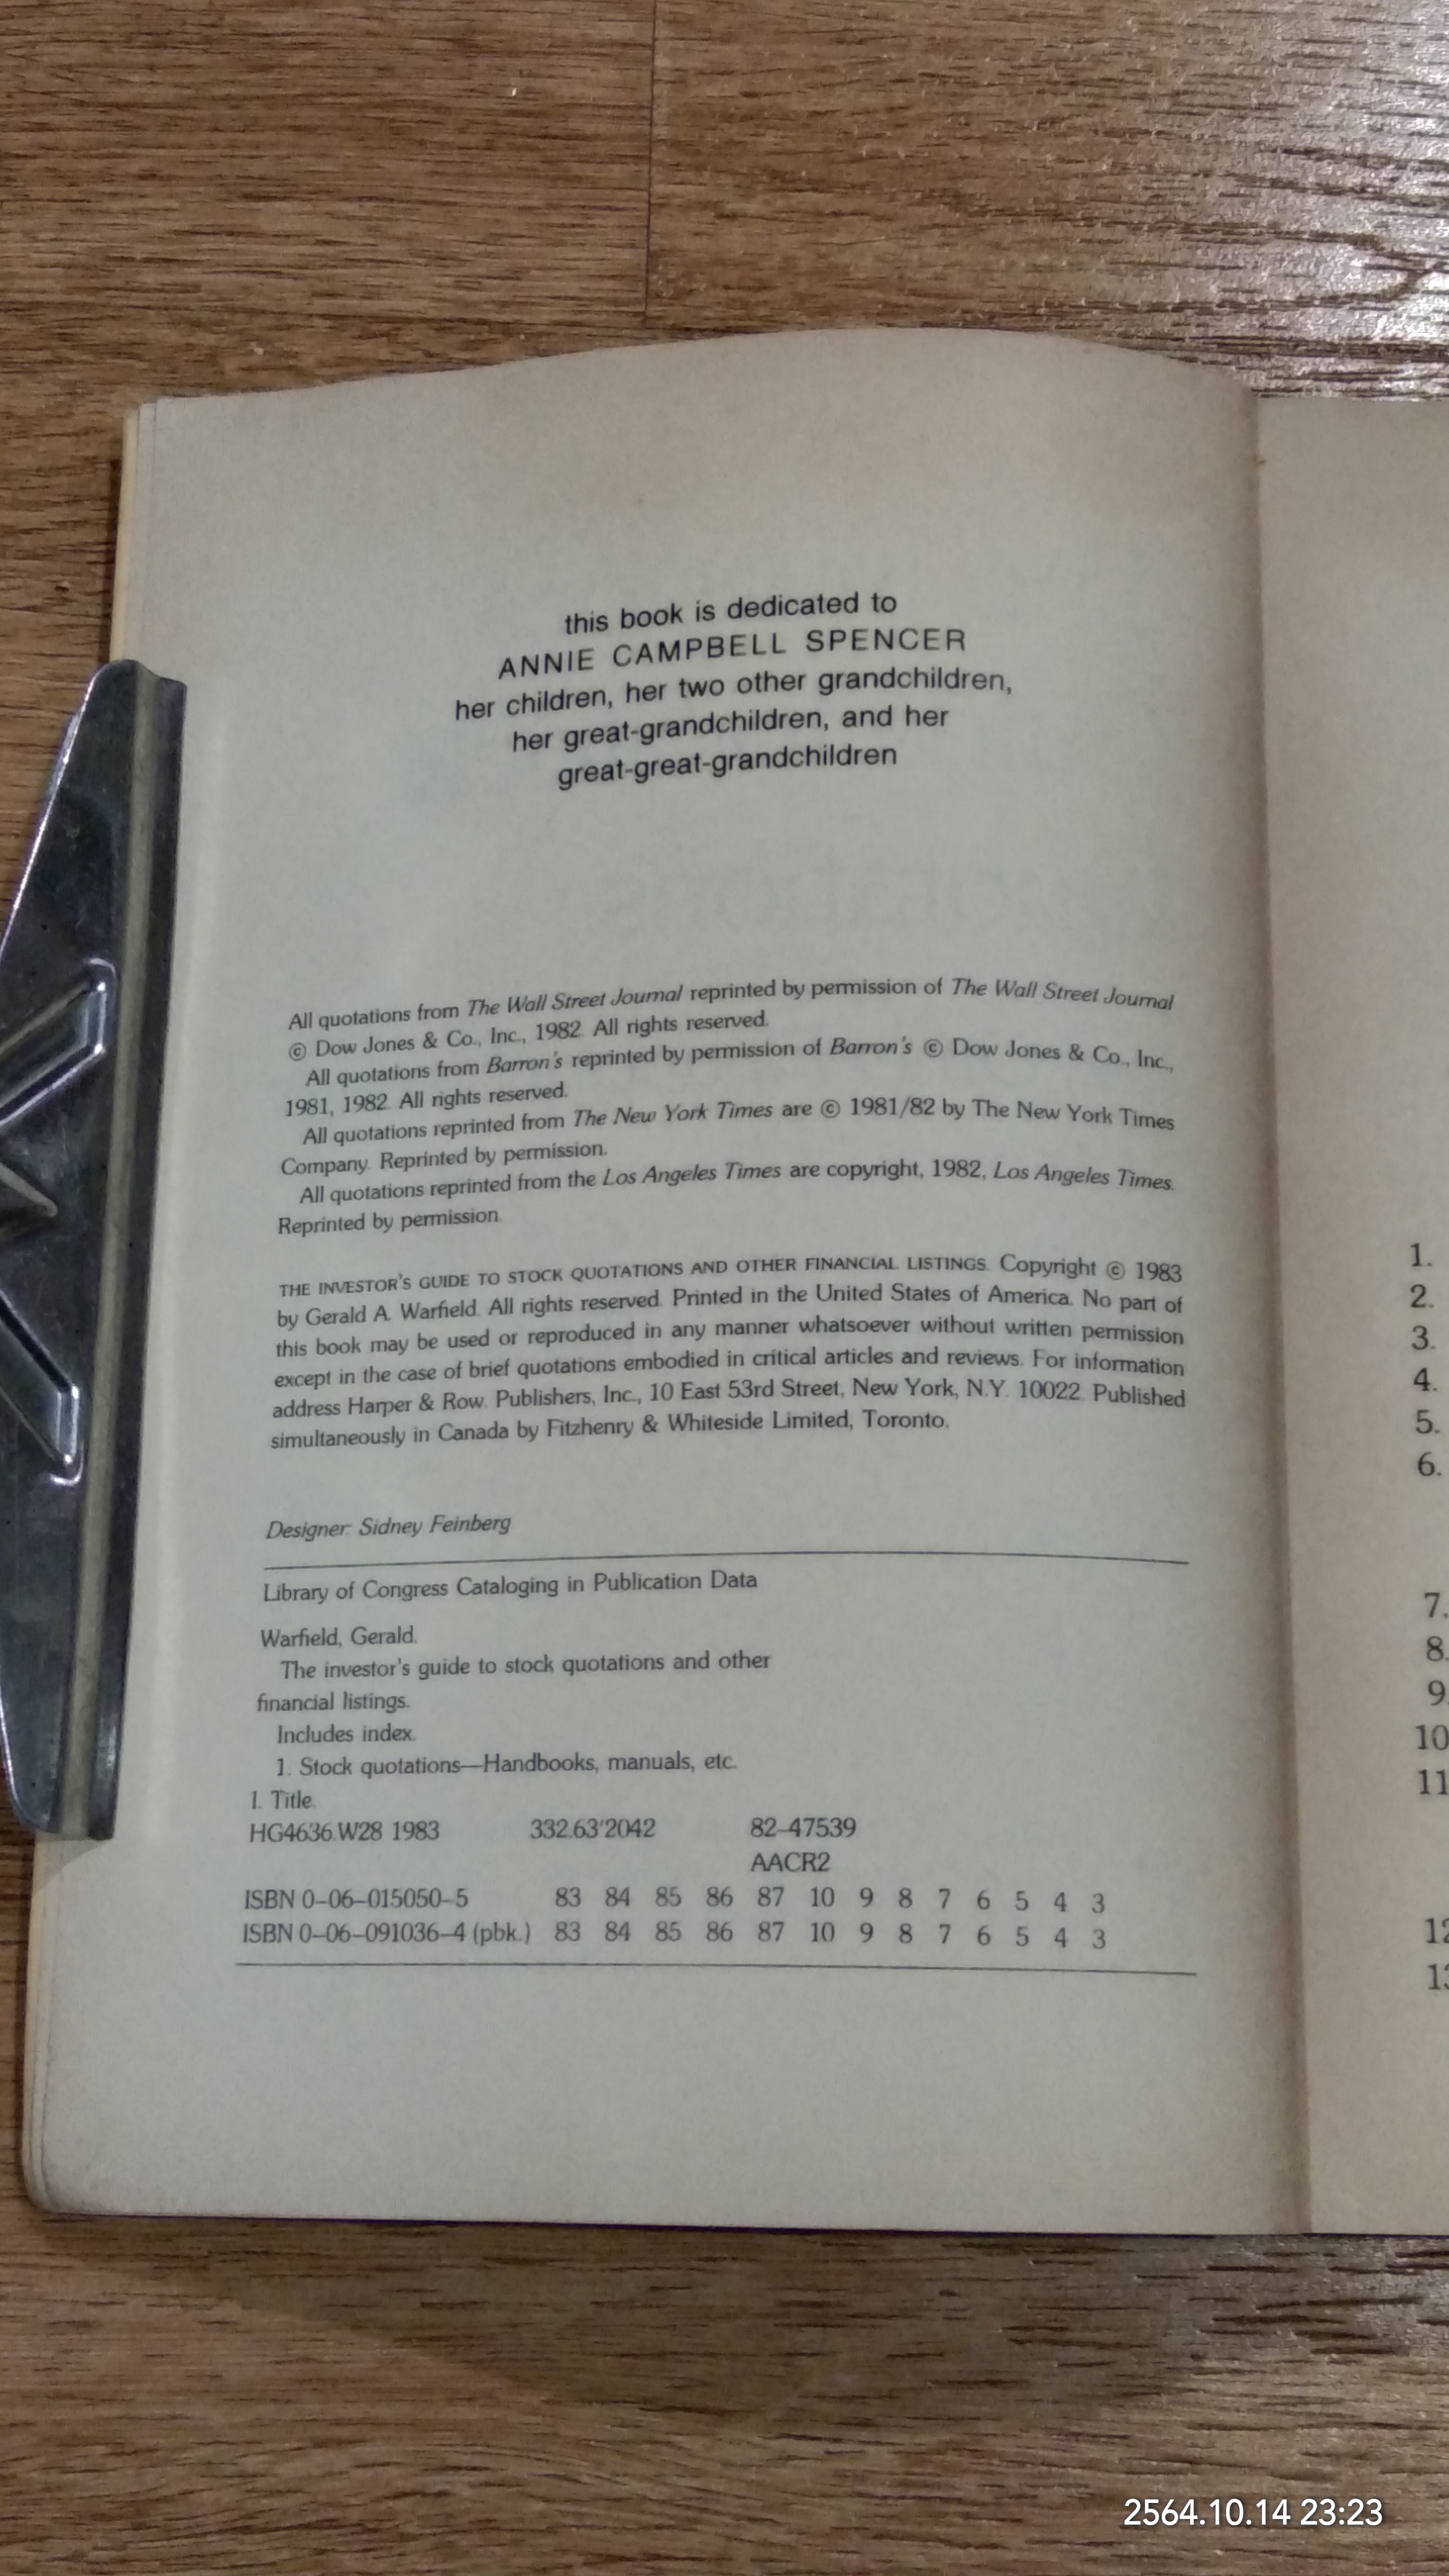 this book is dedicated to
ANNIE CAMPBELL SPENCER
her children, her two other grandchildren,
her great-grandchildren, and her
great-great-grandchildren
All quotations from The Wall Street Journal reprinted by permission of The Wall Street Journal
© Dow Jones & Co., Inc., 1982. All rights reserved.
All quotations from Barron's reprinted by permission of Barron's © Dow Jones & Co., Inc.,
1981, 1982. All rights reserved.
All quotations reprinted from The New York Times are © 1981/82 by The New York Times
Company. Reprinted by permission.
All quotations reprinted from the Los Angeles Times are copyright, 1982, Los Angeles Times.
Reprinted by permission.
THE INVESTOR'S GUIDE TO STOCK QUOTATIONS AND OTHER FINANCIAL LISTINGS. Copyright © 1983
by Gerald A. Warfield. All rights reserved. Printed in the United States of America. No part of
this book may be used or reproduced in any manner whatsoever without written permission
except in the case of brief quotations embodied in critical articles and reviews. For information
address Harper & Row. Publishers, Inc., 10 East 53rd Street, New York, N.Y. 10022. Published
simultaneously in Canada by Fitzhenry & Whiteside Limited, Toronto.
Designer: Sidney Feinberg
Library of Congress Cataloging in Publication Data
Warfield, Gerald.
The investor's guide to stock quotations and other
financial listings.
Includes index.
1. Stock quotations—Handbooks, manuals, etc.
I. Title.
HG4636.W28 1983 332.63'2042 82–47539
AACR2
ISBN 0–06–015050–5 83 84 85 86 87 10 9 8 7 6 5 4 3
ISBN 0–06–091036–4 (pbk.) 83 84 85 86 87 10 9 8 7 6 5 4 3
1.
2.
3.
4.
5.
6.
7.
8.
9
10
11
12
2564.10.14 23:23